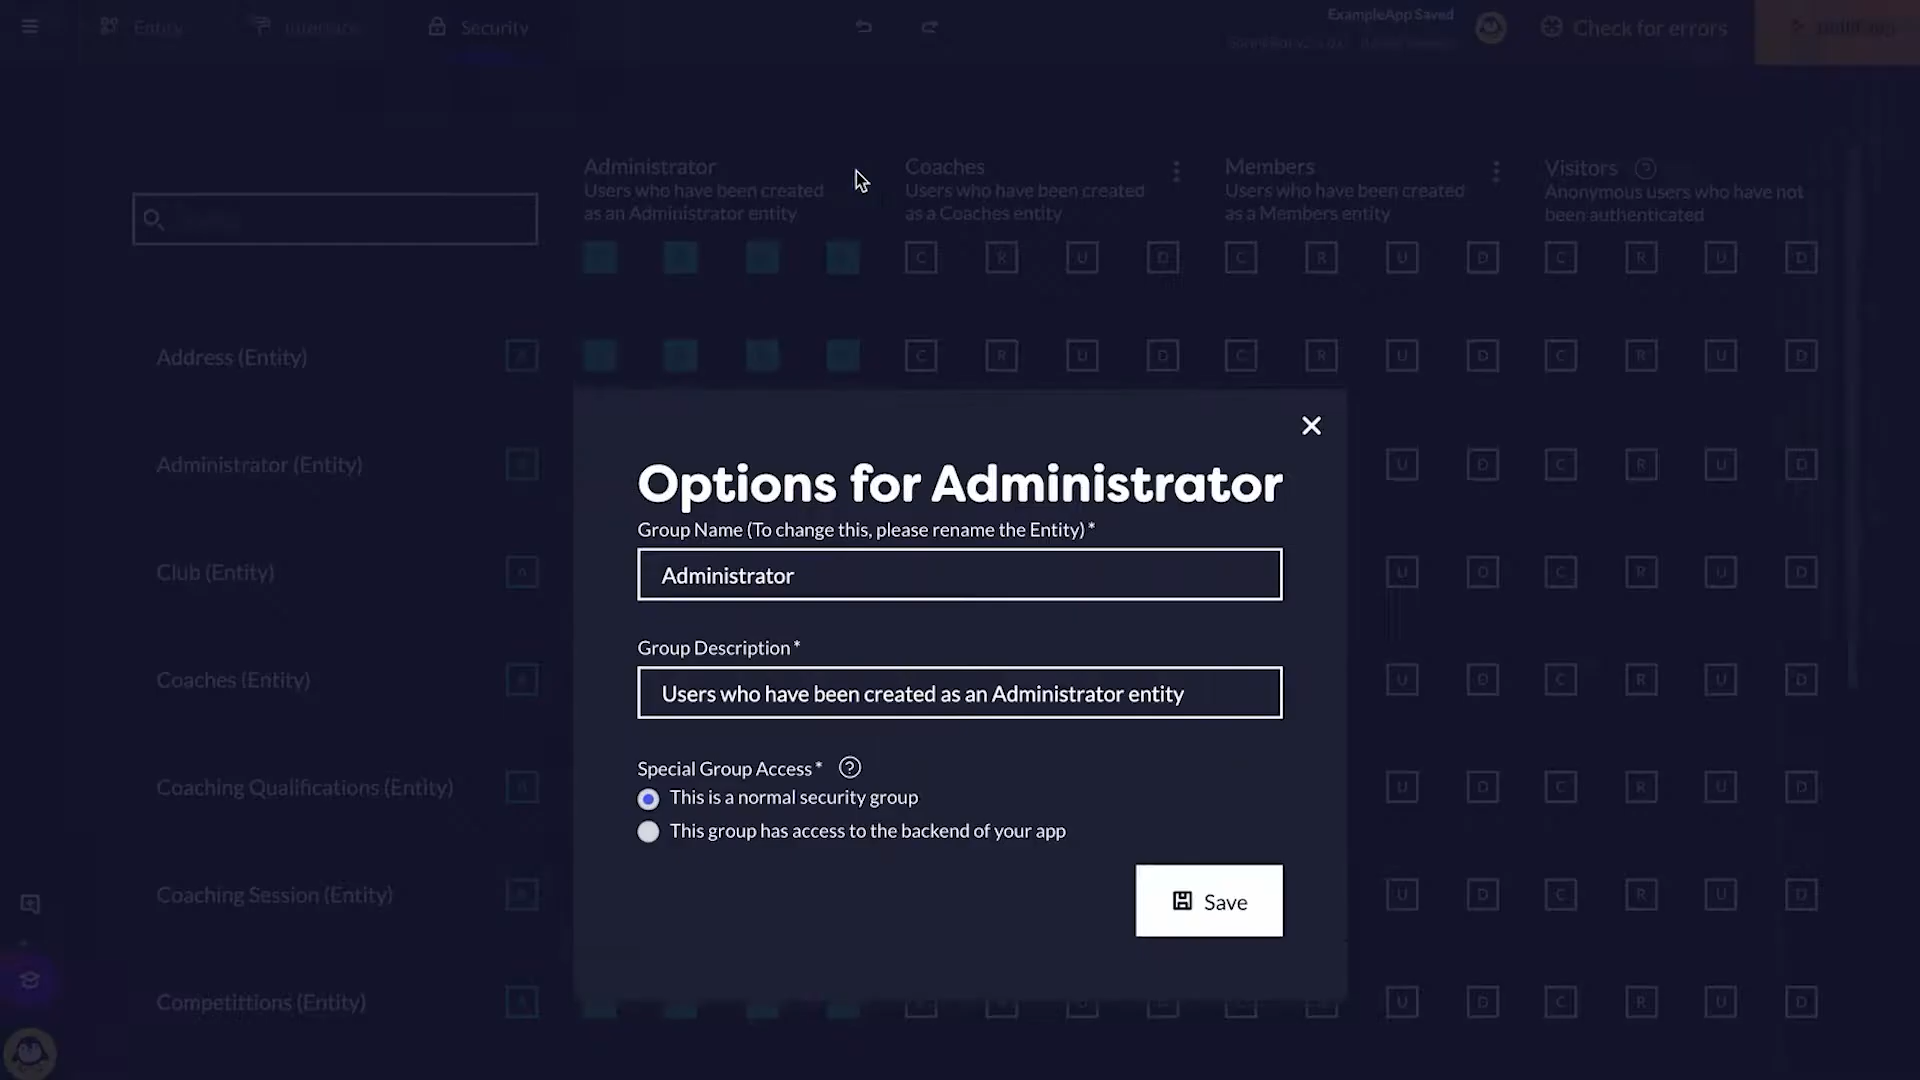 Entity
Interface
Security
ExampleApp Saved
Check for errors
Administrator
Users who have been created
as an Administrator entity
Coaches
Users who have been created
as a Coaches entity
Members
Users who have been created
as a Members entity
Visitors
Anonymous users who have not
been authenticated
C R U D C R U D C R U D
Address (Entity)
C R U D C R U D C R U D
Administrator (Entity)
U D C R U D
Club (Entity)
U D C R U D
Coaches (Entity)
U D C R U D
Coaching Qualifications (Entity)
U D C R U D
Coaching Session (Entity)
U D C R U D
Competittions (Entity)
U D C R U D
Options for Administrator
Group Name (To change this, please rename the Entity) *
Administrator
Group Description *
Users who have been created as an Administrator entity
Special Group Access * ?
This is a normal security group
This group has access to the backend of your app
Save